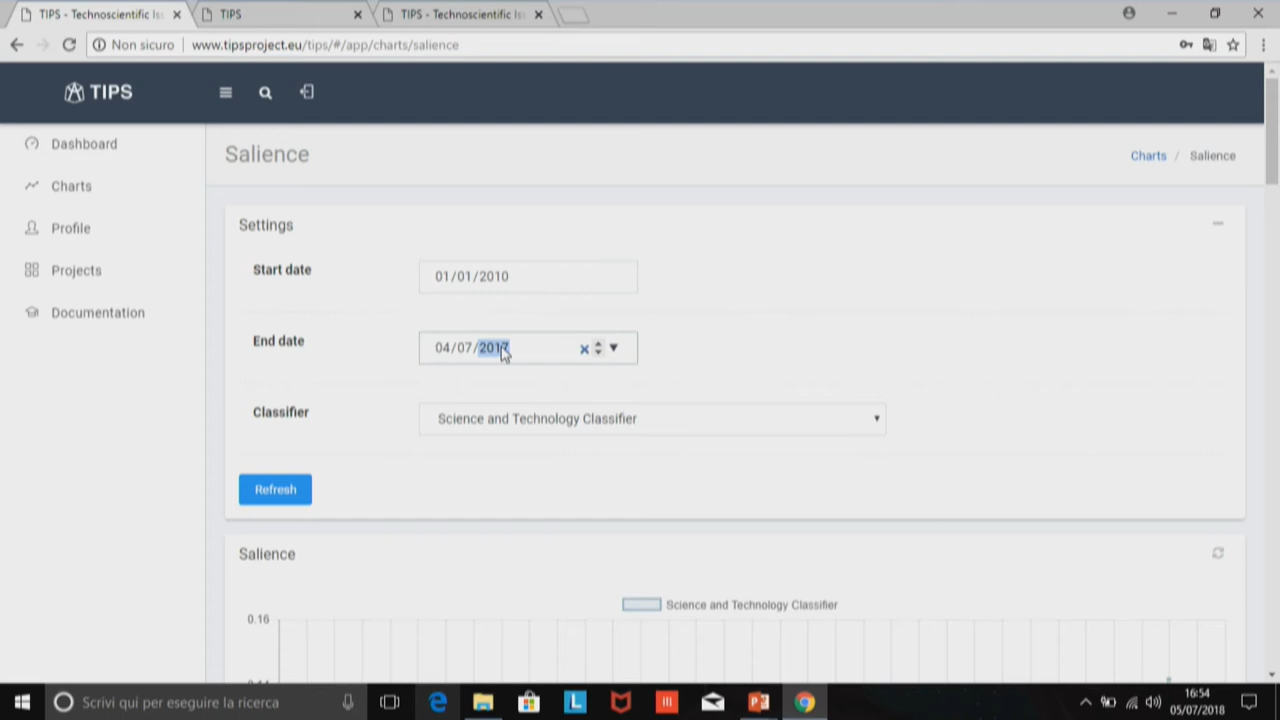 TIPS - Technoscientific Is
TIPS
TIPS - Technoscientific Is
Non sicuro
www.tipsproject.eu/tips/#/app/charts/salience
TIPS
Dashboard
Charts
Profile
Projects
Documentation
Salience
Charts / Salience
Settings
Start date
01/01/2010
End date
04/07/2017
Classifier
Science and Technology Classifier
Refresh
Salience
Science and Technology Classifier
0.16
Scrivi qui per eseguire la ricerca
16:54
05/07/2018